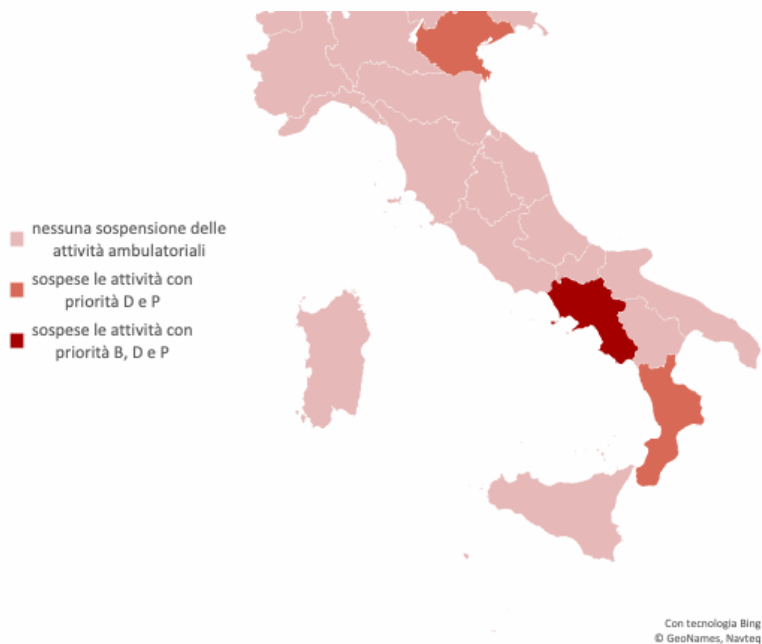 nessuna sospensione delle
attività ambulatoriali
sospese le attività con
priorità D e P
sospese le attività con
priorità B, D e P
Con tecnologia Bing
© GeoNames, Navteq